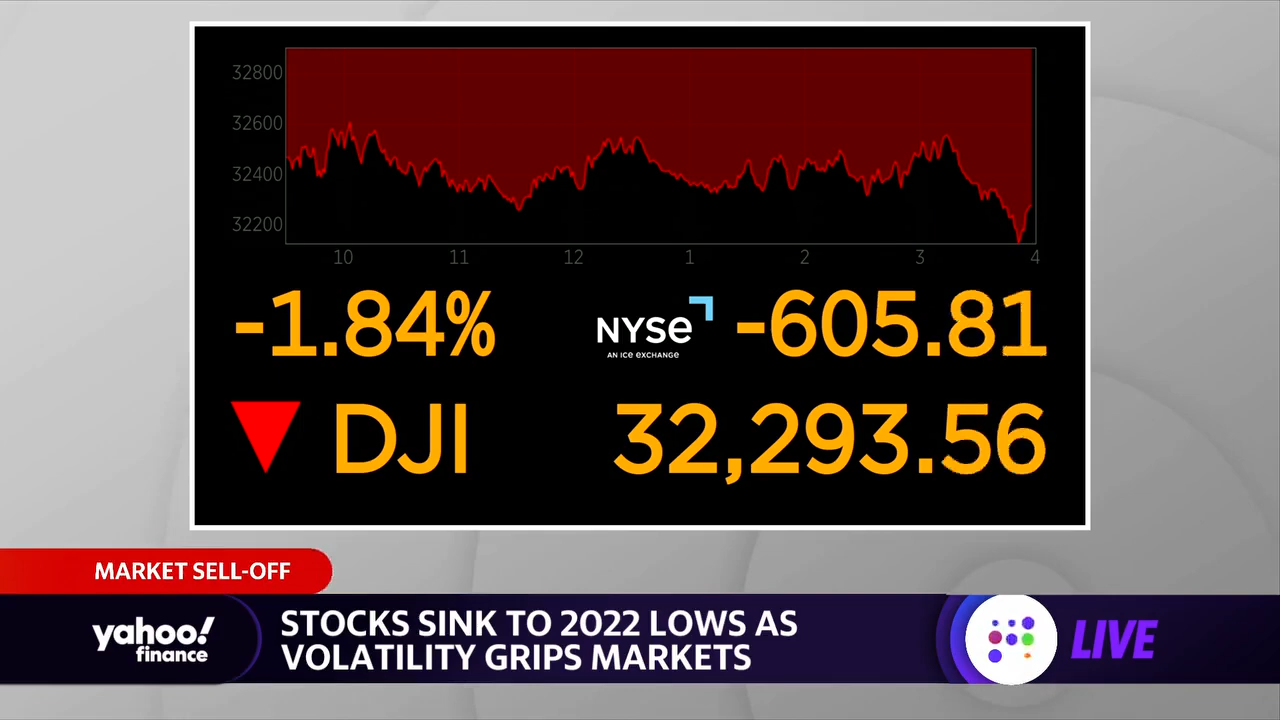 32800
32600
32400
32200
10 11 12 1 2 3 4
-1.84% NYSE -605.81
AN ICE EXCHANGE
DJI 32,293.56
MARKET SELL-OFF
yahoo!
finance
STOCKS SINK TO 2022 LOWS AS
VOLATILITY GRIPS MARKETS
LIVE